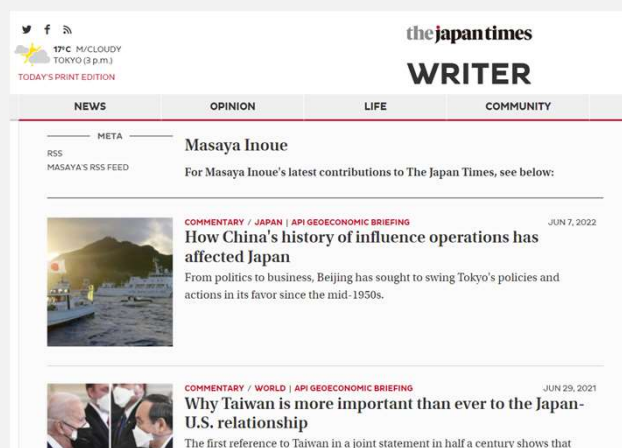 17°C M/CLOUDY
TOKYO (3 p.m.)
TODAY'S PRINT EDITION
the japan times
WRITER
NEWS
OPINION
LIFE
COMMUNITY
META
RSS
MASAYA'S RSS FEED
Masaya Inoue
For Masaya Inoue's latest contributions to The Japan Times, see below:
COMMENTARY / JAPAN | API GEOECONOMIC BRIEFING
JUN 7, 2022
How China's history of influence operations has
affected Japan
From politics to business, Beijing has sought to swing Tokyo's policies and
actions in its favor since the mid-1950s.
COMMENTARY / WORLD | API GEOECONOMIC BRIEFING
JUN 29, 2021
Why Taiwan is more important than ever to the Japan-
U.S. relationship
The first reference to Taiwan in a joint statement in half a century shows that